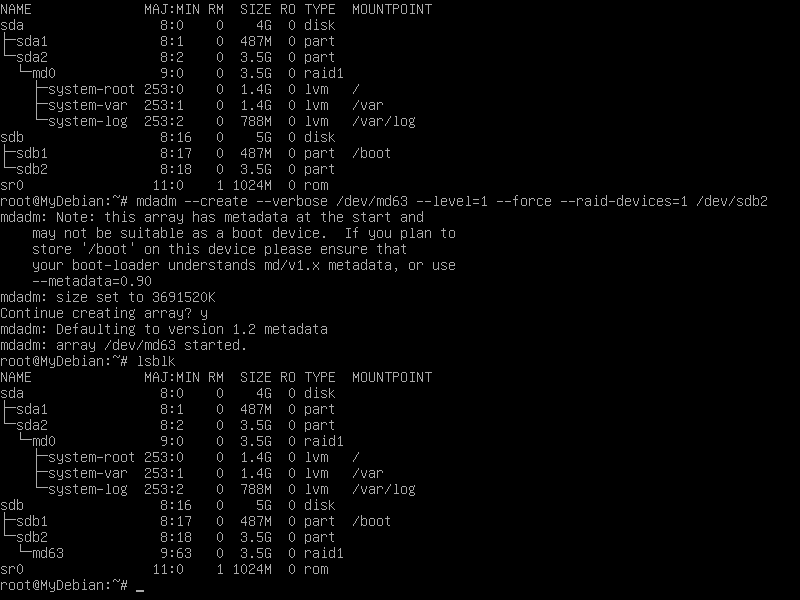 NAME              MAJ:MIN RM  SIZE RO TYPE  MOUNTPOINT
sda                 8:0    0    4G  0 disk
├─sda1              8:1    0  487M  0 part
└─sda2              8:2    0  3.5G  0 part
  └─md0             9:0    0  3.5G  0 raid1
    ├─system-root 253:0    0  1.4G  0 lvm   /
    ├─system-var  253:1    0  1.4G  0 lvm   /var
    └─system-log  253:2    0  788M  0 lvm   /var/log
sdb                 8:16   0    5G  0 disk
├─sdb1              8:17   0  487M  0 part  /boot
└─sdb2              8:18   0  3.5G  0 part
sr0                11:0    1 1024M  0 rom
root@MyDebian:~# mdadm --create --verbose /dev/md63 --level=1 --force --raid-devices=1 /dev/sdb2
mdadm: Note: this array has metadata at the start and
    may not be suitable as a boot device.  If you plan to
    store '/boot' on this device please ensure that
    your boot-loader understands md/v1.x metadata, or use
    --metadata=0.90
mdadm: size set to 3691520K
Continue creating array? y
mdadm: Defaulting to version 1.2 metadata
mdadm: array /dev/md63 started.
root@MyDebian:~# lsblk
NAME              MAJ:MIN RM  SIZE RO TYPE  MOUNTPOINT
sda                 8:0    0    4G  0 disk
├─sda1              8:1    0  487M  0 part
└─sda2              8:2    0  3.5G  0 part
  └─md0             9:0    0  3.5G  0 raid1
    ├─system-root 253:0    0  1.4G  0 lvm   /
    ├─system-var  253:1    0  1.4G  0 lvm   /var
    └─system-log  253:2    0  788M  0 lvm   /var/log
sdb                 8:16   0    5G  0 disk
├─sdb1              8:17   0  487M  0 part  /boot
└─sdb2              8:18   0  3.5G  0 part
  └─md63            9:63   0  3.5G  0 raid1
sr0                11:0    1 1024M  0 rom
root@MyDebian:~# _